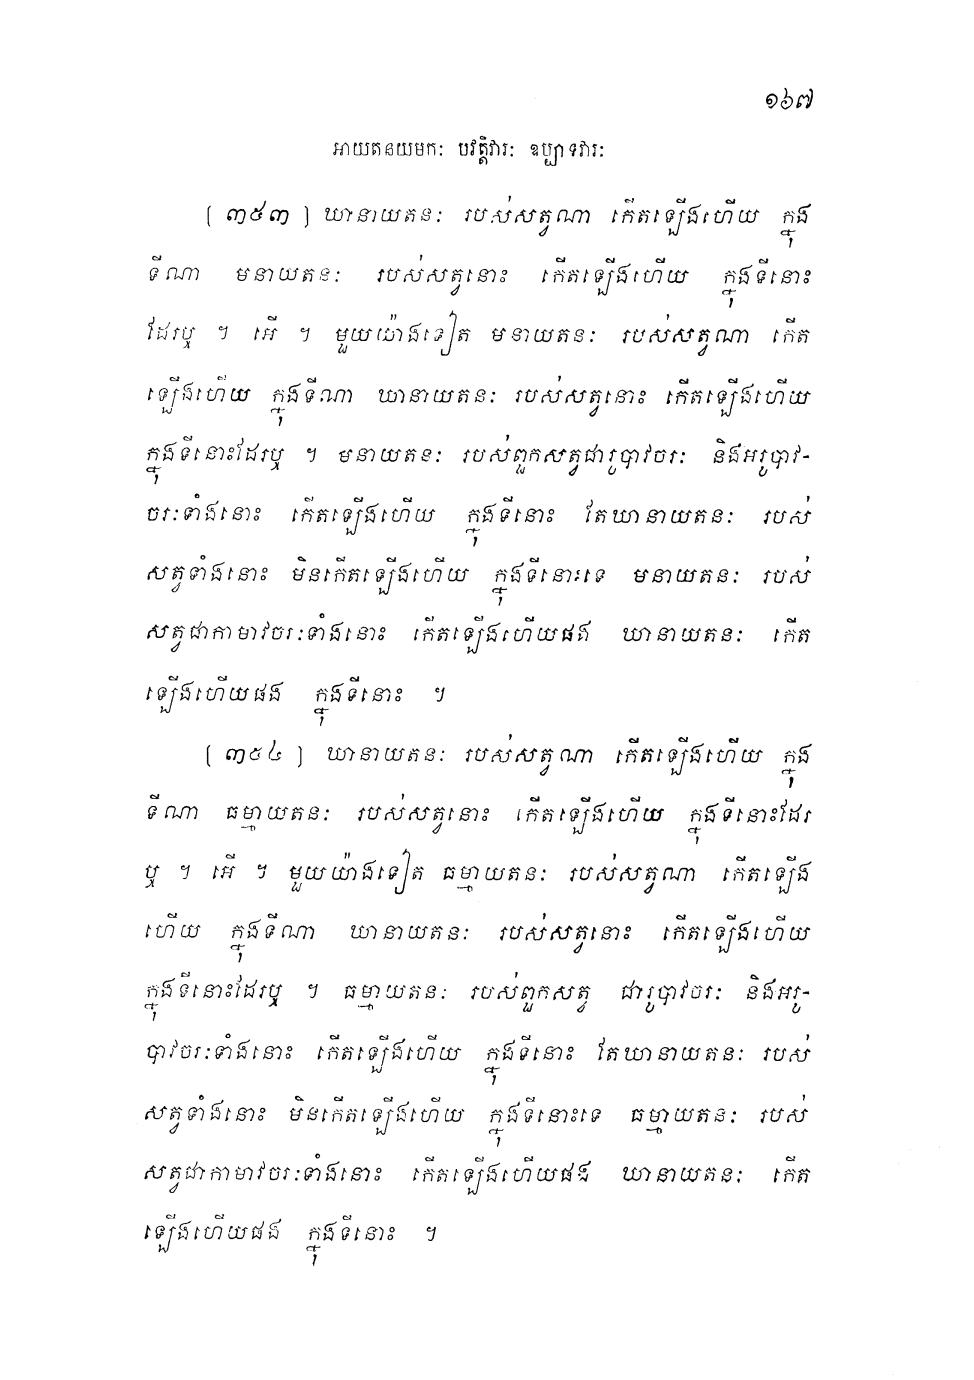 ១៦៧
អាយតនយមកៈ បវត្តិវារៈ ឧប្បាទវារៈ
(៣៥៣) ឃានាយតនៈ របស់សត្វណា កើតឡើងហើយ ក្នុង
ទីណា មនាយតនៈ របស់សត្វនោះ កើតឡើងហើយ ក្នុងទីនោះ
ដែរឬ ។ អើ ។ មួយយ៉ាងទៀត មនាយតនៈ របស់សត្វណា កើត
ឡើងហើយ ក្នុងទីណា ឃានាយតនៈ របស់សត្វនោះ កើតឡើងហើយ
ក្នុងទីនោះដែរឬ ។ មនាយតនៈ របស់ពួកសត្វជារូបាវចរៈ និងអរូបាវ-
ចរៈទាំងនោះ កើតឡើងហើយ ក្នុងទីនោះ តែឃានាយតនៈ របស់
សត្វទាំងនោះ មិនកើតឡើងហើយ ក្នុងទីនោះទេ មនាយតនៈ របស់
សត្វជាកាមាវចរៈទាំងនោះ កើតឡើងហើយផង ឃានាយតនៈ កើត
ឡើងហើយផង ក្នុងទីនោះ ។
(៣៥៤) ឃានាយតនៈ របស់សត្វណា កើតឡើងហើយ ក្នុង
ទីណា ធម្មាយតនៈ របស់សត្វនោះ កើតឡើងហើយ ក្នុងទីនោះដែរ
ឬ ។ អើ ។ មួយយ៉ាងទៀត ធម្មាយតនៈ របស់សត្វណា កើតឡើង
ហើយ ក្នុងទីណា ឃានាយតនៈ របស់សត្វនោះ កើតឡើងហើយ
ក្នុងទីនោះដែរឬ ។ ធម្មាយតនៈ របស់ពួកសត្វ ជារូបាវចរៈ និងអរូ-
បាវចរៈទាំងនោះ កើតឡើងហើយ ក្នុងទីនោះ តែឃានាយតនៈ របស់
សត្វទាំងនោះ មិនកើតឡើងហើយ ក្នុងទីនោះទេ ធម្មាយតនៈ របស់
សត្វជាកាមាវចរៈទាំងនោះ កើតឡើងហើយផង ឃានាយតនៈ កើត
ឡើងហើយផង ក្នុងទីនោះ ។